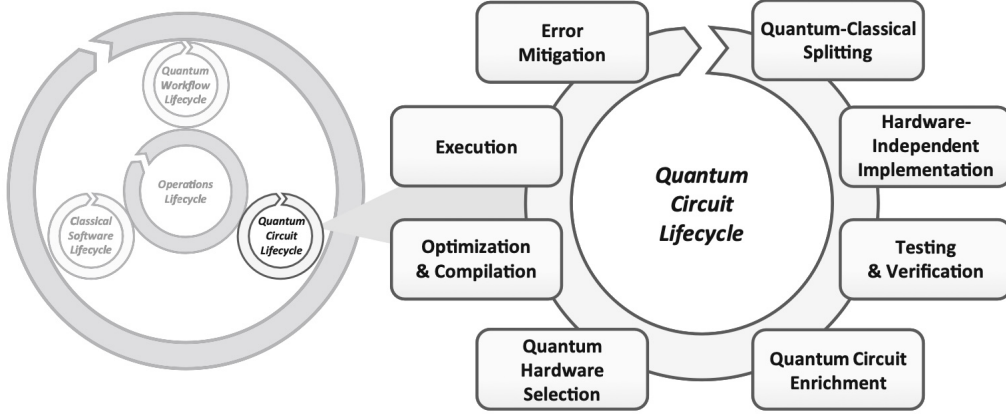 Quantum
Workflow
Lifecycle
Operations
Lifecycle
Classical
Software
Lifecycle
Quantum
Circuit
Lifecycle
Quantum
Circuit
Lifecycle
Quantum-Classical
Splitting
Hardware-
Independent
Implementation
Testing
& Verification
Quantum Circuit
Enrichment
Quantum
Hardware
Selection
Optimization
& Compilation
Execution
Error
Mitigation